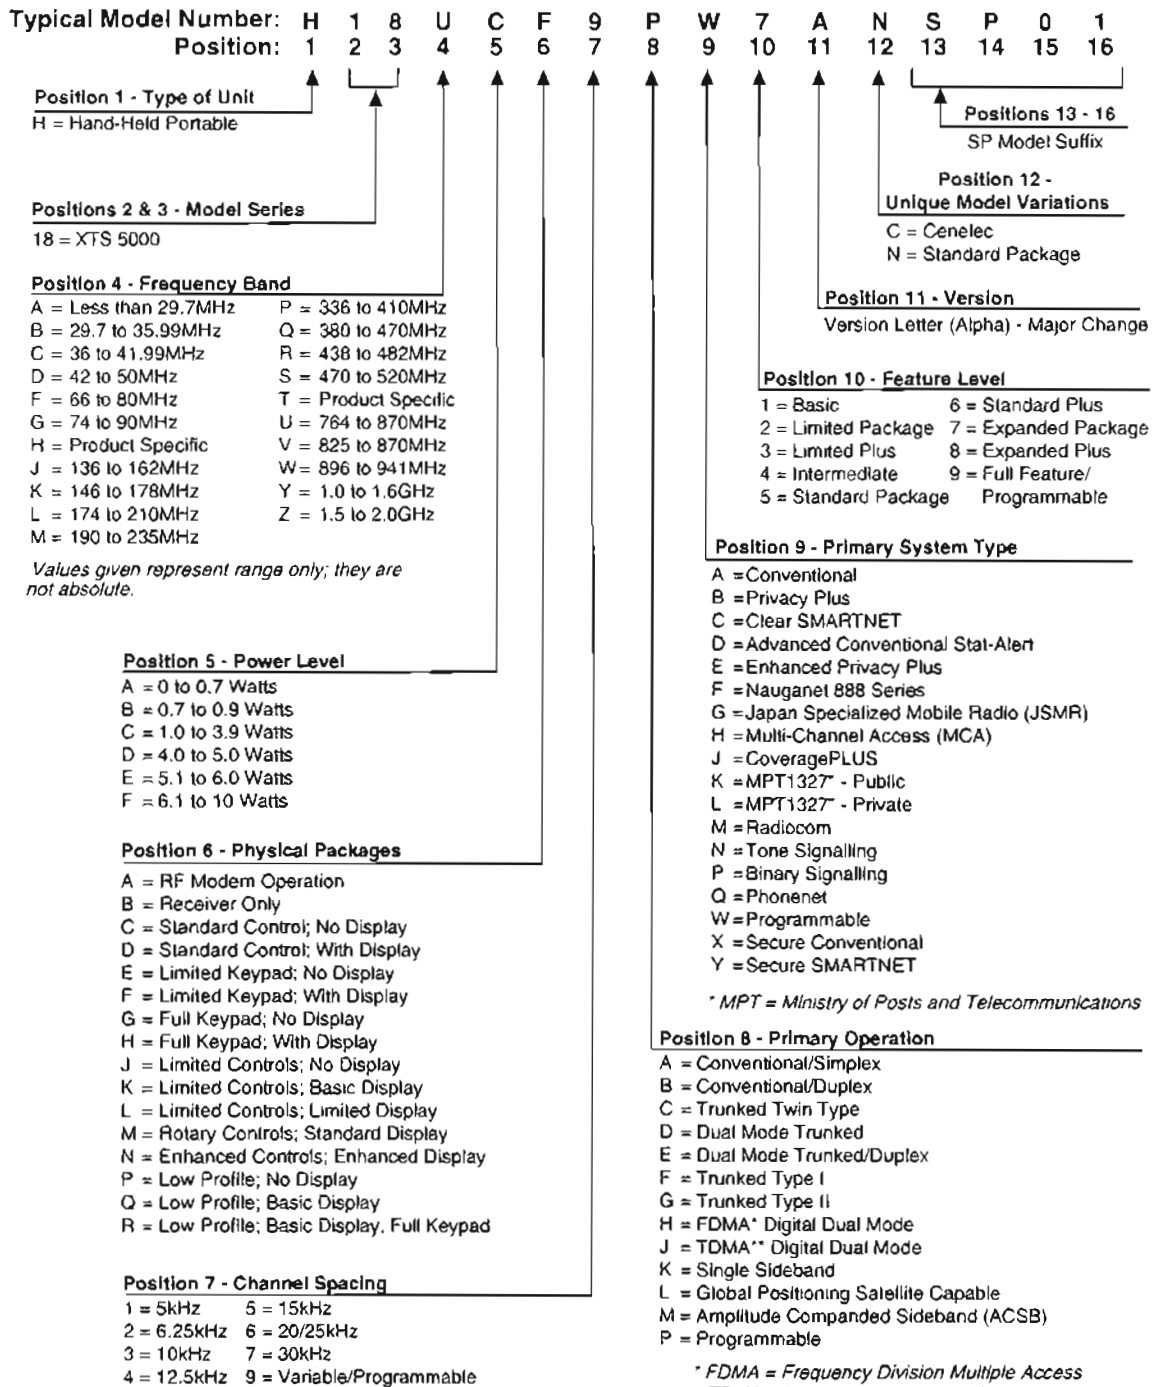 Typical Model Number: H 1 8 U C F 9 P W 7 A N S P 0 1
Position: 1 2 3 4 5 6 7 8 9 10 11 12 13 14 15 16
Position 1 - Type of Unit
H = Hand-Held Portable
Positions 2 & 3 - Model Series
18 = XTS 5000
Position 4 - Frequency Band
A = Less than 29.7MHz
B = 29.7 to 35.99MHz
C = 36 to 41.99MHz
D = 42 to 50MHz
F = 66 to 80MHz
G = 74 to 90MHz
H = Product Specific
J = 136 to 162MHz
K = 146 to 178MHz
L = 174 to 210MHz
M = 190 to 235MHz
P = 336 to 410MHz
Q = 380 to 470MHz
R = 438 to 482MHz
S = 470 to 520MHz
T = Product Specific
U = 764 to 870MHz
V = 825 to 870MHz
W = 896 to 941MHz
Y = 1.0 to 1.6GHz
Z = 1.5 to 2.0GHz
Values given represent range only; they are
not absolute.
Position 5 - Power Level
A = 0 to 0.7 Watts
B = 0.7 to 0.9 Watts
C = 1.0 to 3.9 Watts
D = 4.0 to 5.0 Watts
E = 5.1 to 6.0 Watts
F = 6.1 to 10 Watts
Position 6 - Physical Packages
A = RF Modem Operation
B = Receiver Only
C = Standard Control; No Display
D = Standard Control; With Display
E = Limited Keypad; No Display
F = Limited Keypad; With Display
G = Full Keypad; No Display
H = Full Keypad; With Display
J = Limited Controls; No Display
K = Limited Controls; Basic Display
L = Limited Controls; Limited Display
M = Rotary Controls; Standard Display
N = Enhanced Controls; Enhanced Display
P = Low Profile; No Display
Q = Low Profile; Basic Display
R = Low Profile; Basic Display, Full Keypad
Position 7 - Channel Spacing
1 = 5kHz
2 = 6.25kHz
3 = 10kHz
4 = 12.5kHz
5 = 15kHz
6 = 20/25kHz
7 = 30kHz
9 = Variable/Programmable
Positions 13 - 16
SP Model Suffix
Position 12 -
Unique Model Variations
C = Cenelec
N = Standard Package
Position 11 - Version
Version Letter (Alpha) - Major Change
Position 10 - Feature Level
1 = Basic
2 = Limited Package
3 = Limited Plus
4 = Intermediate
5 = Standard Package
6 = Standard Plus
7 = Expanded Package
8 = Expanded Plus
9 = Full Feature/
Programmable
Position 9 - Primary System Type
A = Conventional
B = Privacy Plus
C = Clear SMARTNET
D = Advanced Conventional Stat-Alert
E = Enhanced Privacy Plus
F = Nauganet 888 Series
G = Japan Specialized Mobile Radio (JSMR)
H = Multi-Channel Access (MCA)
J = CoveragePLUS
K = MPT1327* - Public
L = MPT1327* - Private
M = Radiocom
N = Tone Signalling
P = Binary Signalling
Q = Phonenet
W = Programmable
X = Secure Conventional
Y = Secure SMARTNET
* MPT = Ministry of Posts and Telecommunications
Position 8 - Primary Operation
A = Conventional/Simplex
B = Conventional/Duplex
C = Trunked Twin Type
D = Dual Mode Trunked
E = Dual Mode Trunked/Duplex
F = Trunked Type I
G = Trunked Type II
H = FDMA* Digital Dual Mode
J = TDMA** Digital Dual Mode
K = Single Sideband
L = Global Positioning Satellite Capable
M = Amplitude Companded Sideband (ACSB)
P = Programmable
* FDMA = Frequency Division Multiple Access